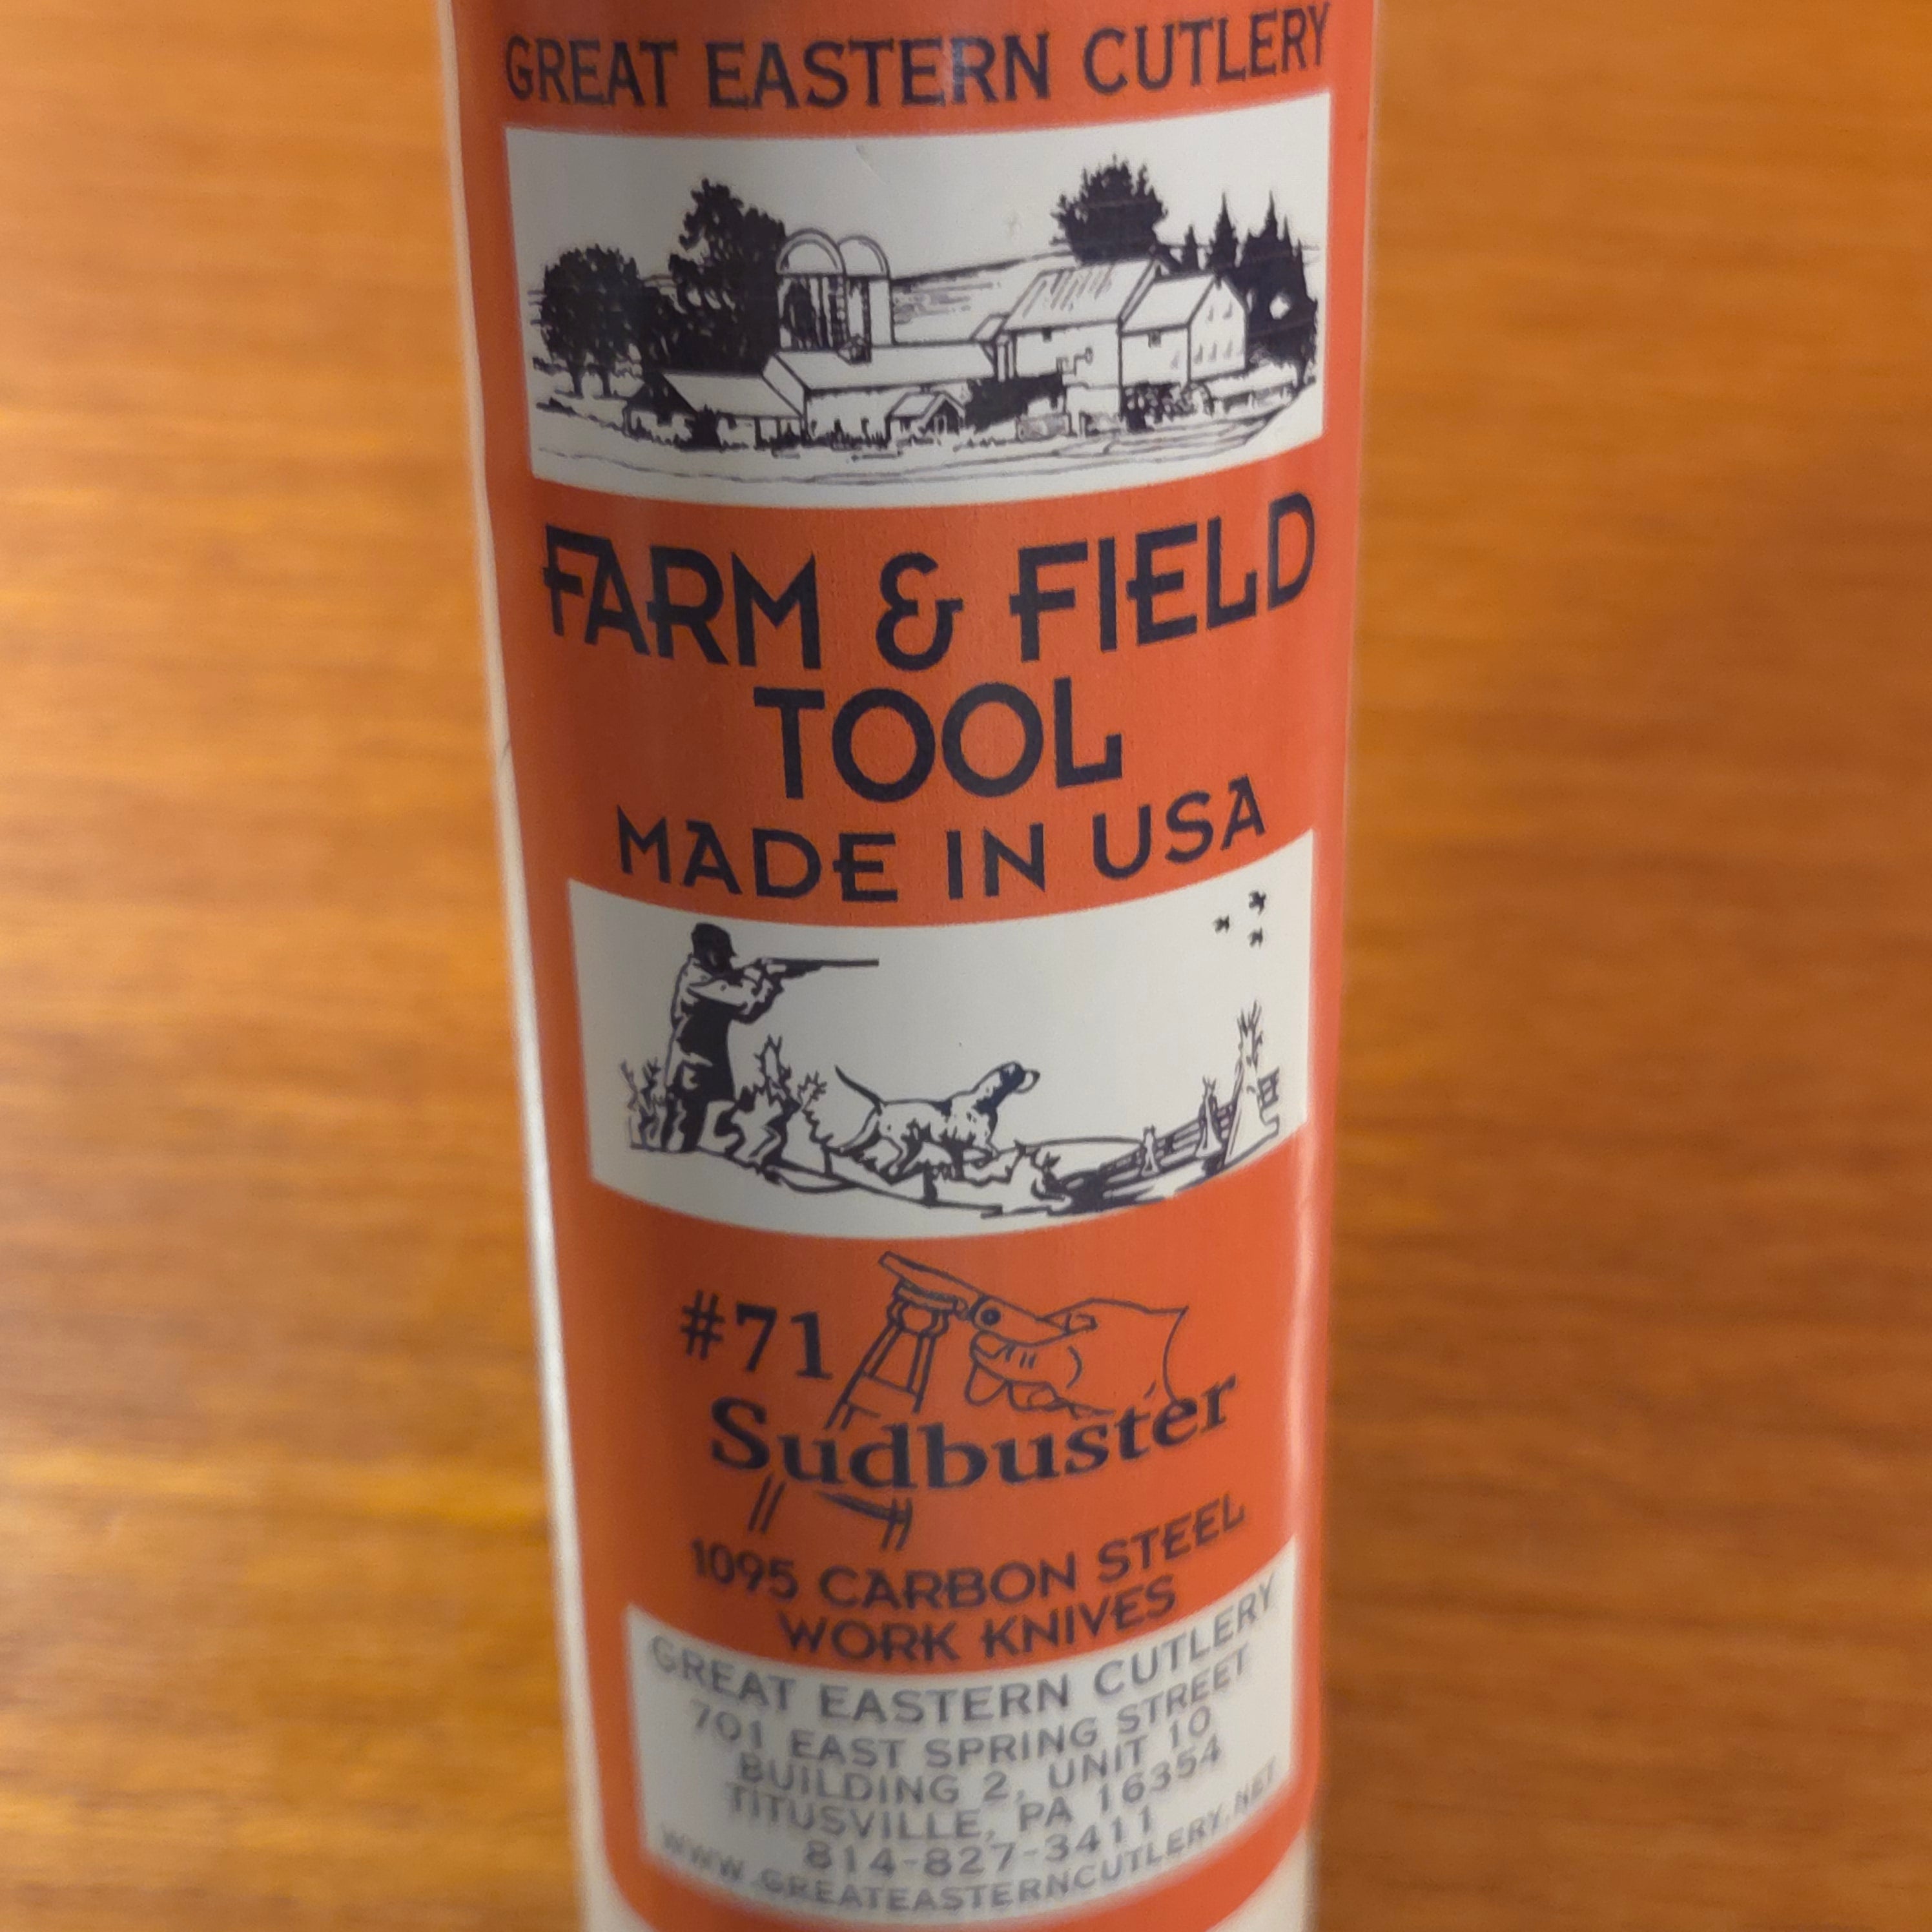 GREAT EASTERN CUTLERY
FARM & FIELD
TOOL
MADE IN USA
#71
Sudbuster
1095 CARBON STEEL
WORK KNIVES
GREAT EASTERN CUTLERY
701 EAST SPRING STREET
BUILDING 2, UNIT 10
TITUSVILLE, PA 16354
814-827-3411
WWW.GREATEASTERNCUTLERY.NET